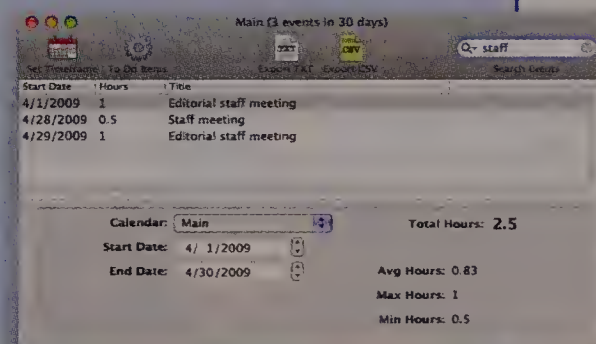 Main (3 events in 30 days)
TXT CSV staff
Set Timeframe To Do Items Export TXT Export CSV Search Events
Start Date Hours Title
4/1/2009 1 Editorial staff meeting
4/28/2009 0.5 Staff meeting
4/29/2009 1 Editorial staff meeting
Calendar: Main Total Hours: 2.5
Start Date: 4/ 1/2009
End Date: 4/30/2009 Avg Hours: 0.83
Max Hours: 1
Min Hours: 0.5